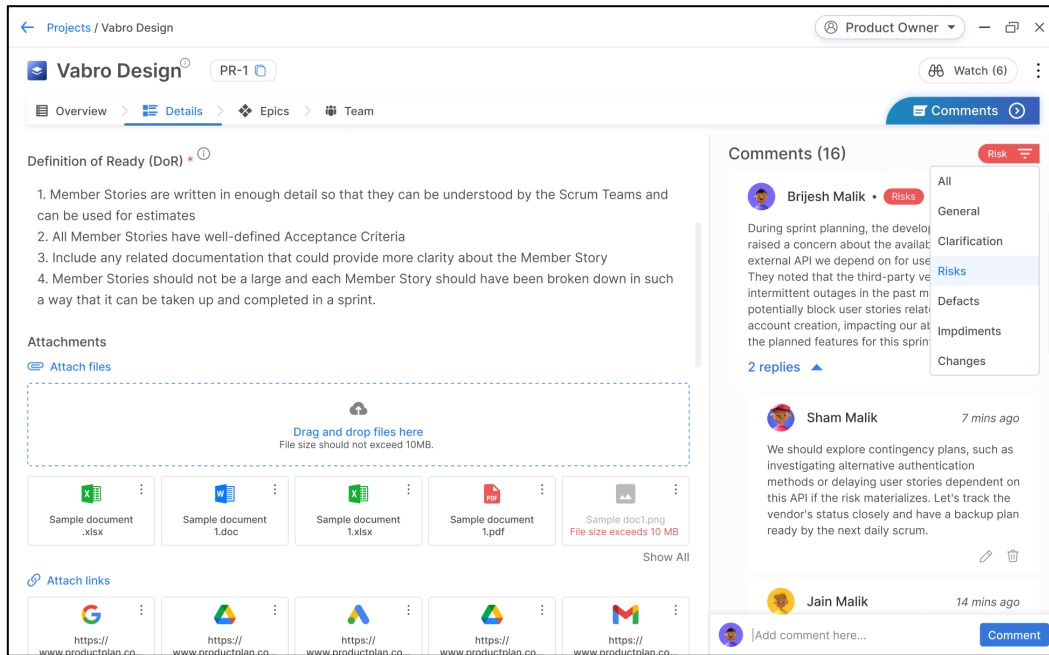 Projects / Vabro Design
Product Owner
Vabro Design
PR-1
Watch (6)
Overview
Details
Epics
Team
Comments
Definition of Ready (DoR) *
1. Member Stories are written in enough detail so that they can be understood by the Scrum Teams and
can be used for estimates
2. All Member Stories have well-defined Acceptance Criteria
3. Include any related documentation that could provide more clarity about the Member Story
4. Member Stories should not be a large and each Member Story should have been broken down in such
a way that it can be taken up and completed in a sprint.
Attachments
Attach files
Drag and drop files here
File size should not exceed 10MB.
Sample document
.xlsx
Sample document
1.doc
Sample document
1.xlsx
PDF
Sample document
1.pdf
Sample doc1.png
File size exceeds 10 MB
Show All
Attach links
https://
www.productplan.co...
https://
www.productplan.co...
https://
www.productplan.co...
https://
www.productplan.co...
https://
www.productplan.co...
Comments (16)
Risk
All
General
Clarification
Risks
Defects
Impdiments
Changes
Brijesh Malik • Risks
During sprint planning, the develop
raised a concern about the availab
external API we depend on for use
They noted that the third-party ve
intermittent outages in the past m
potentially block user stories relat
account creation, impacting our ab
the planned features for this sprin
2 replies
Sham Malik
7 mins ago
We should explore contingency plans, such as
investigating alternative authentication
methods or delaying user stories dependent on
this API if the risk materializes. Let's track the
vendor's status closely and have a backup plan
ready by the next daily scrum.
Jain Malik
14 mins ago
Add comment here...
Comment